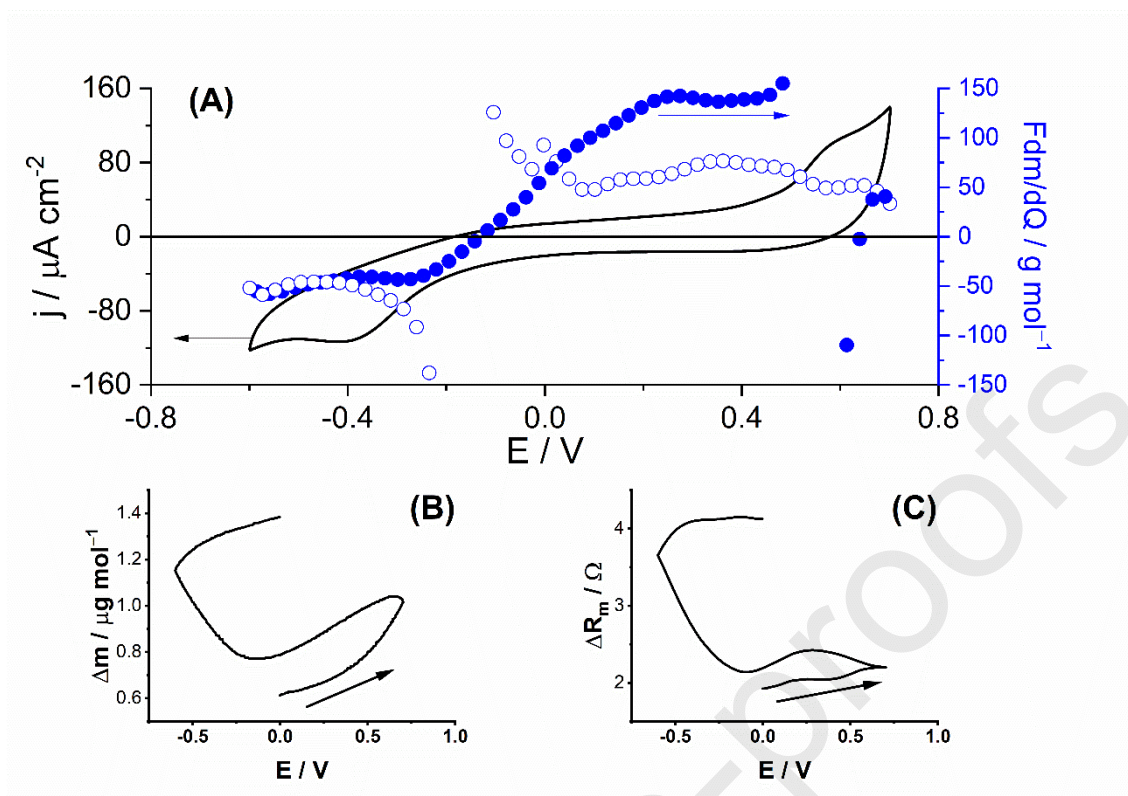 (A)
160
80
0
-80
-160
j / μA cm⁻²
150
100
50
0
-50
-100
-150
Fdm/dQ / g mol⁻¹
-0.8 -0.4 0.0 0.4 0.8
E / V
(B)
1.4
1.2
1.0
0.8
0.6
Δm / μg mol⁻¹
-0.5 0.0 0.5 1.0
E / V
(C)
4
3
2
ΔRm / Ω
-0.5 0.0 0.5 1.0
E / V
-proofs